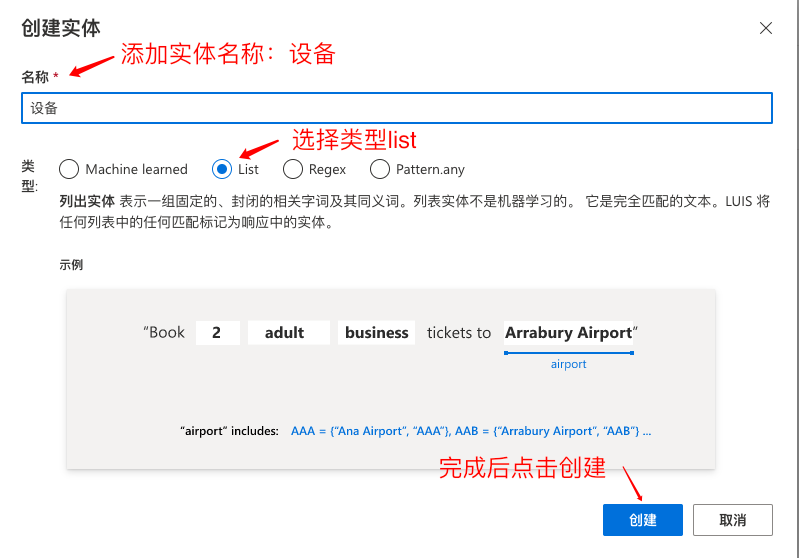 创建实体
添加实体名称：设备
名称 *
设备
选择类型list
类型:
Machine learned List Regex Pattern.any
列出实体 表示一组固定的、封闭的相关字词及其同义词。列表实体不是机器学习的。 它是完全匹配的文本。LUIS 将
任何列表中的任何匹配标记为响应中的实体。
示例
“Book 2 adult business tickets to Arrabury Airport”
airport
“airport” includes: AAA = {“Ana Airport”, “AAA”}, AAB = {“Arrabury Airport”, “AAB”} ...
完成后点击创建
创建 取消